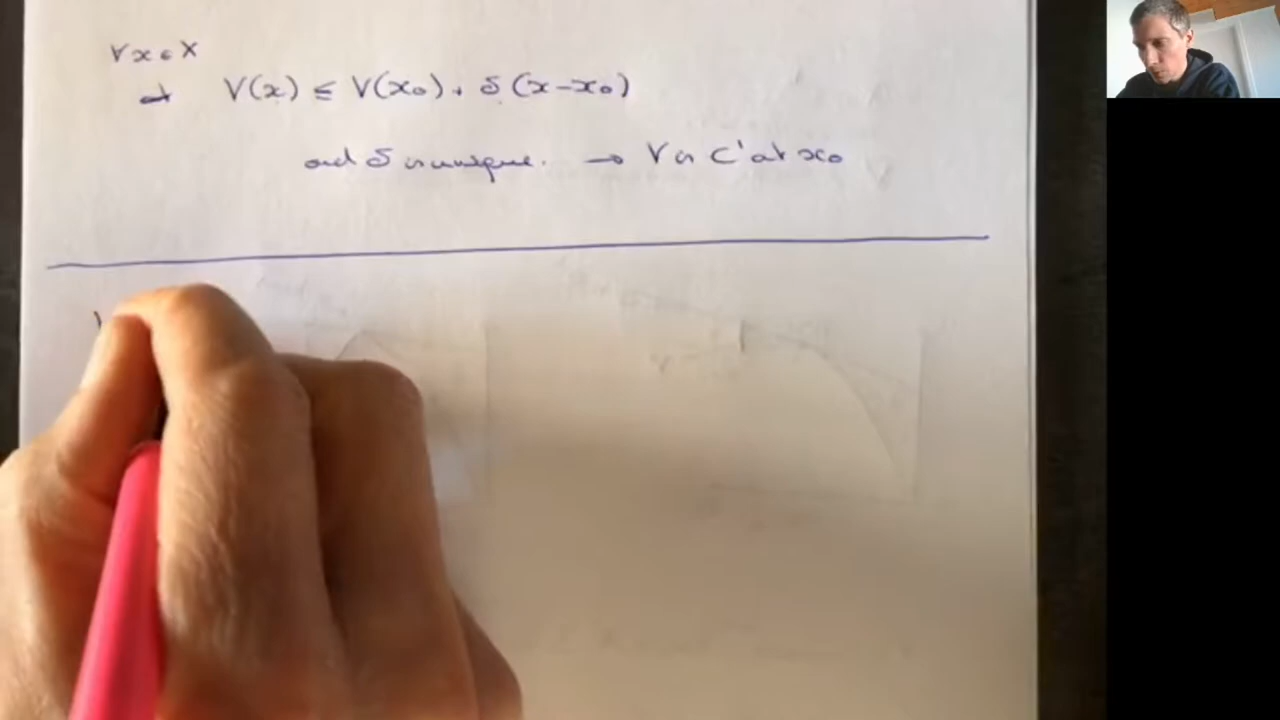 ∀x∈X
V(x) ≤ V(x₀) + δ(x-x₀)
and δ is unique. → V is C¹ at x₀